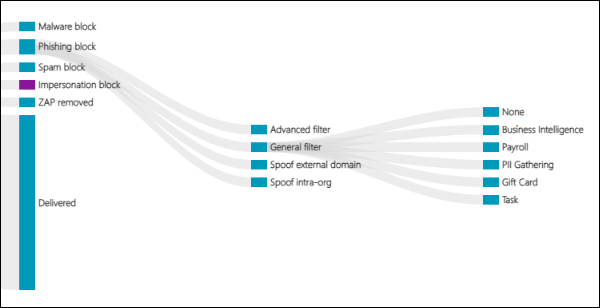 Malware block
Phishing block
Spam block
Impersonation block
ZAP removed
Delivered
Advanced filter
General filter
Spoof external domain
Spoof intra-org
None
Business Intelligence
Payroll
PII Gathering
Gift Card
Task